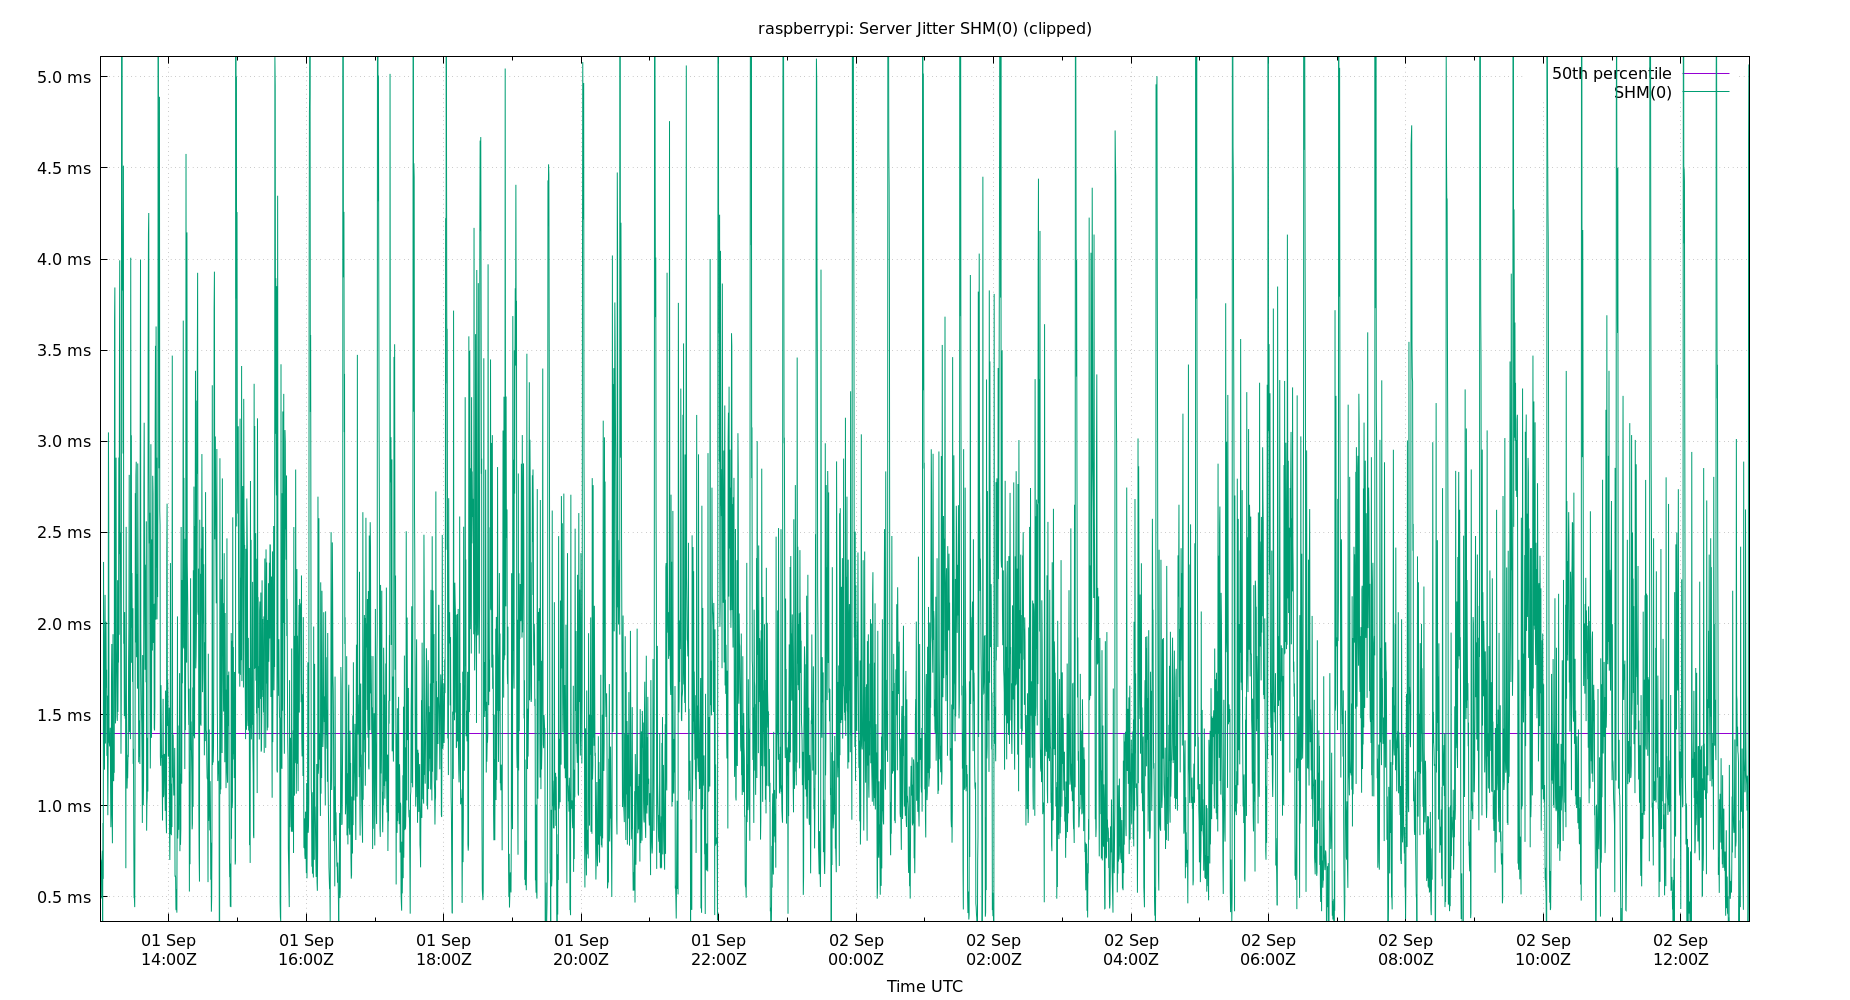 raspberrypi: Server Jitter SHM(0) (clipped)
50th percentile
SHM(0)
5.0 ms
4.5 ms
4.0 ms
3.5 ms
3.0 ms
2.5 ms
2.0 ms
1.5 ms
1.0 ms
0.5 ms
01 Sep 01 Sep 01 Sep 01 Sep 01 Sep 02 Sep 02 Sep 02 Sep 02 Sep 02 Sep 02 Sep 02 Sep
14:00Z 16:00Z 18:00Z 20:00Z 22:00Z 00:00Z 02:00Z 04:00Z 06:00Z 08:00Z 10:00Z 12:00Z
Time UTC